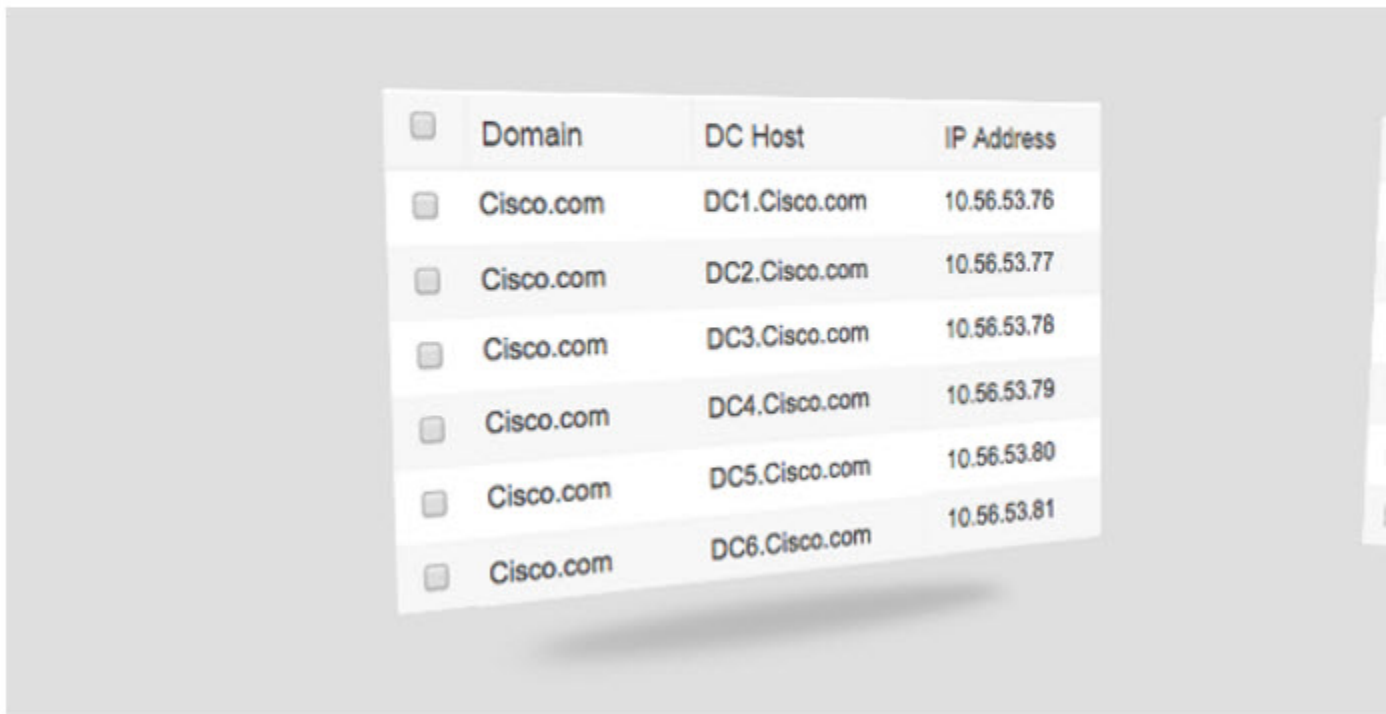 Domain DC Host IP Address
Cisco.com DC1.Cisco.com 10.56.53.76
Cisco.com DC2.Cisco.com 10.56.53.77
Cisco.com DC3.Cisco.com 10.56.53.78
Cisco.com DC4.Cisco.com 10.56.53.79
Cisco.com DC5.Cisco.com 10.56.53.80
Cisco.com DC6.Cisco.com 10.56.53.81